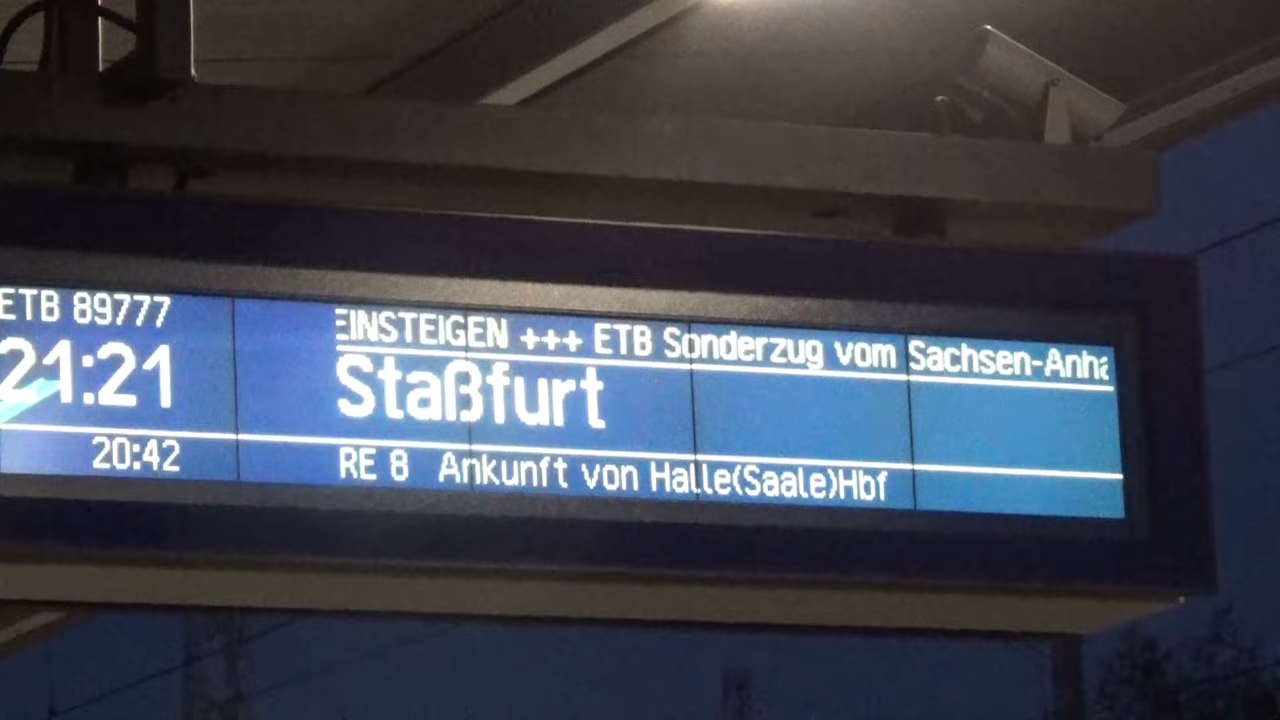 ETB 89777
21:21
20:42
EINSTEIGEN +++ ETB Sonderzug vom Sachsen-Anha
Staßfurt
RE 8 Ankunft von Halle(Saale)Hbf